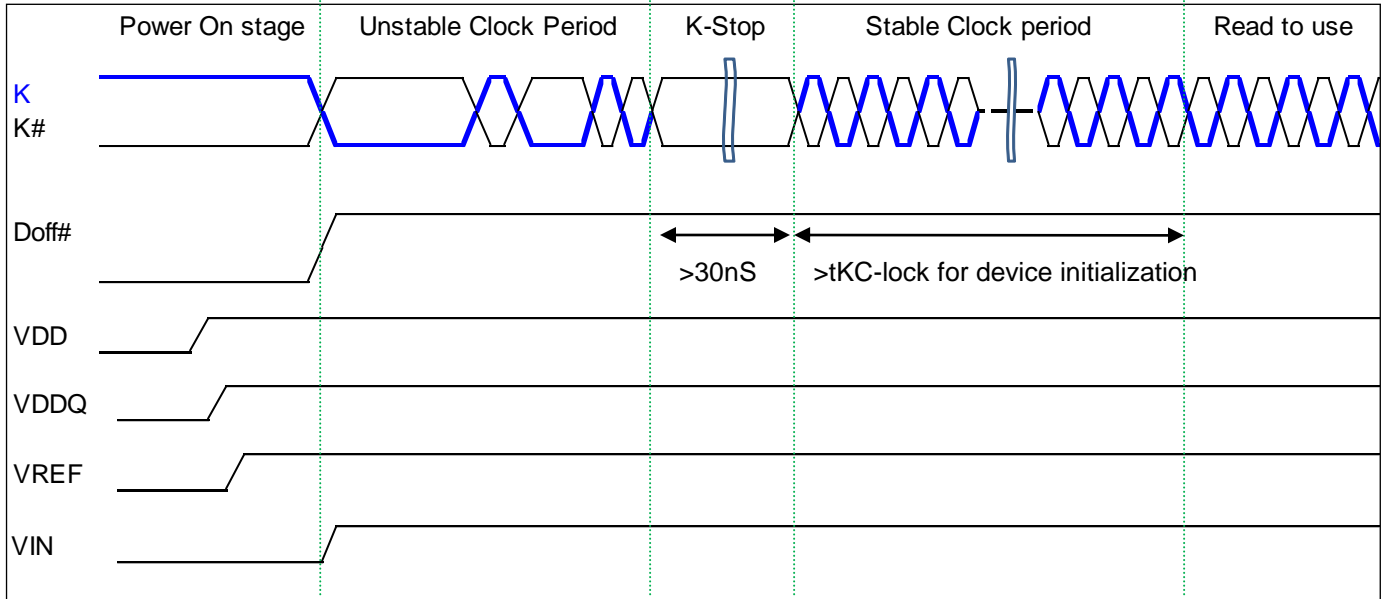 Power On stage
Unstable Clock Period
K-Stop
Stable Clock period
Read to use
K
K#
Doff#
>30nS
>tKC-lock for device initialization
VDD
VDDQ
VREF
VIN